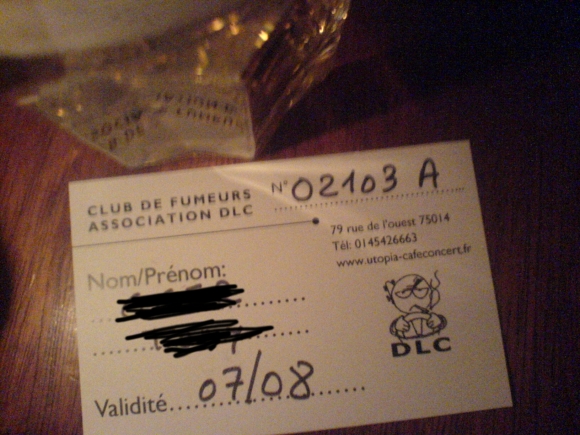 CLUB DE FUMEURS
ASSOCIATION DLC
N° 02103 A
79 rue de l'ouest 75014
Tèl: 0145426663
www.utopia-cafeconcert.fr
Nom/Prénom:
DLC
Validité 07/08